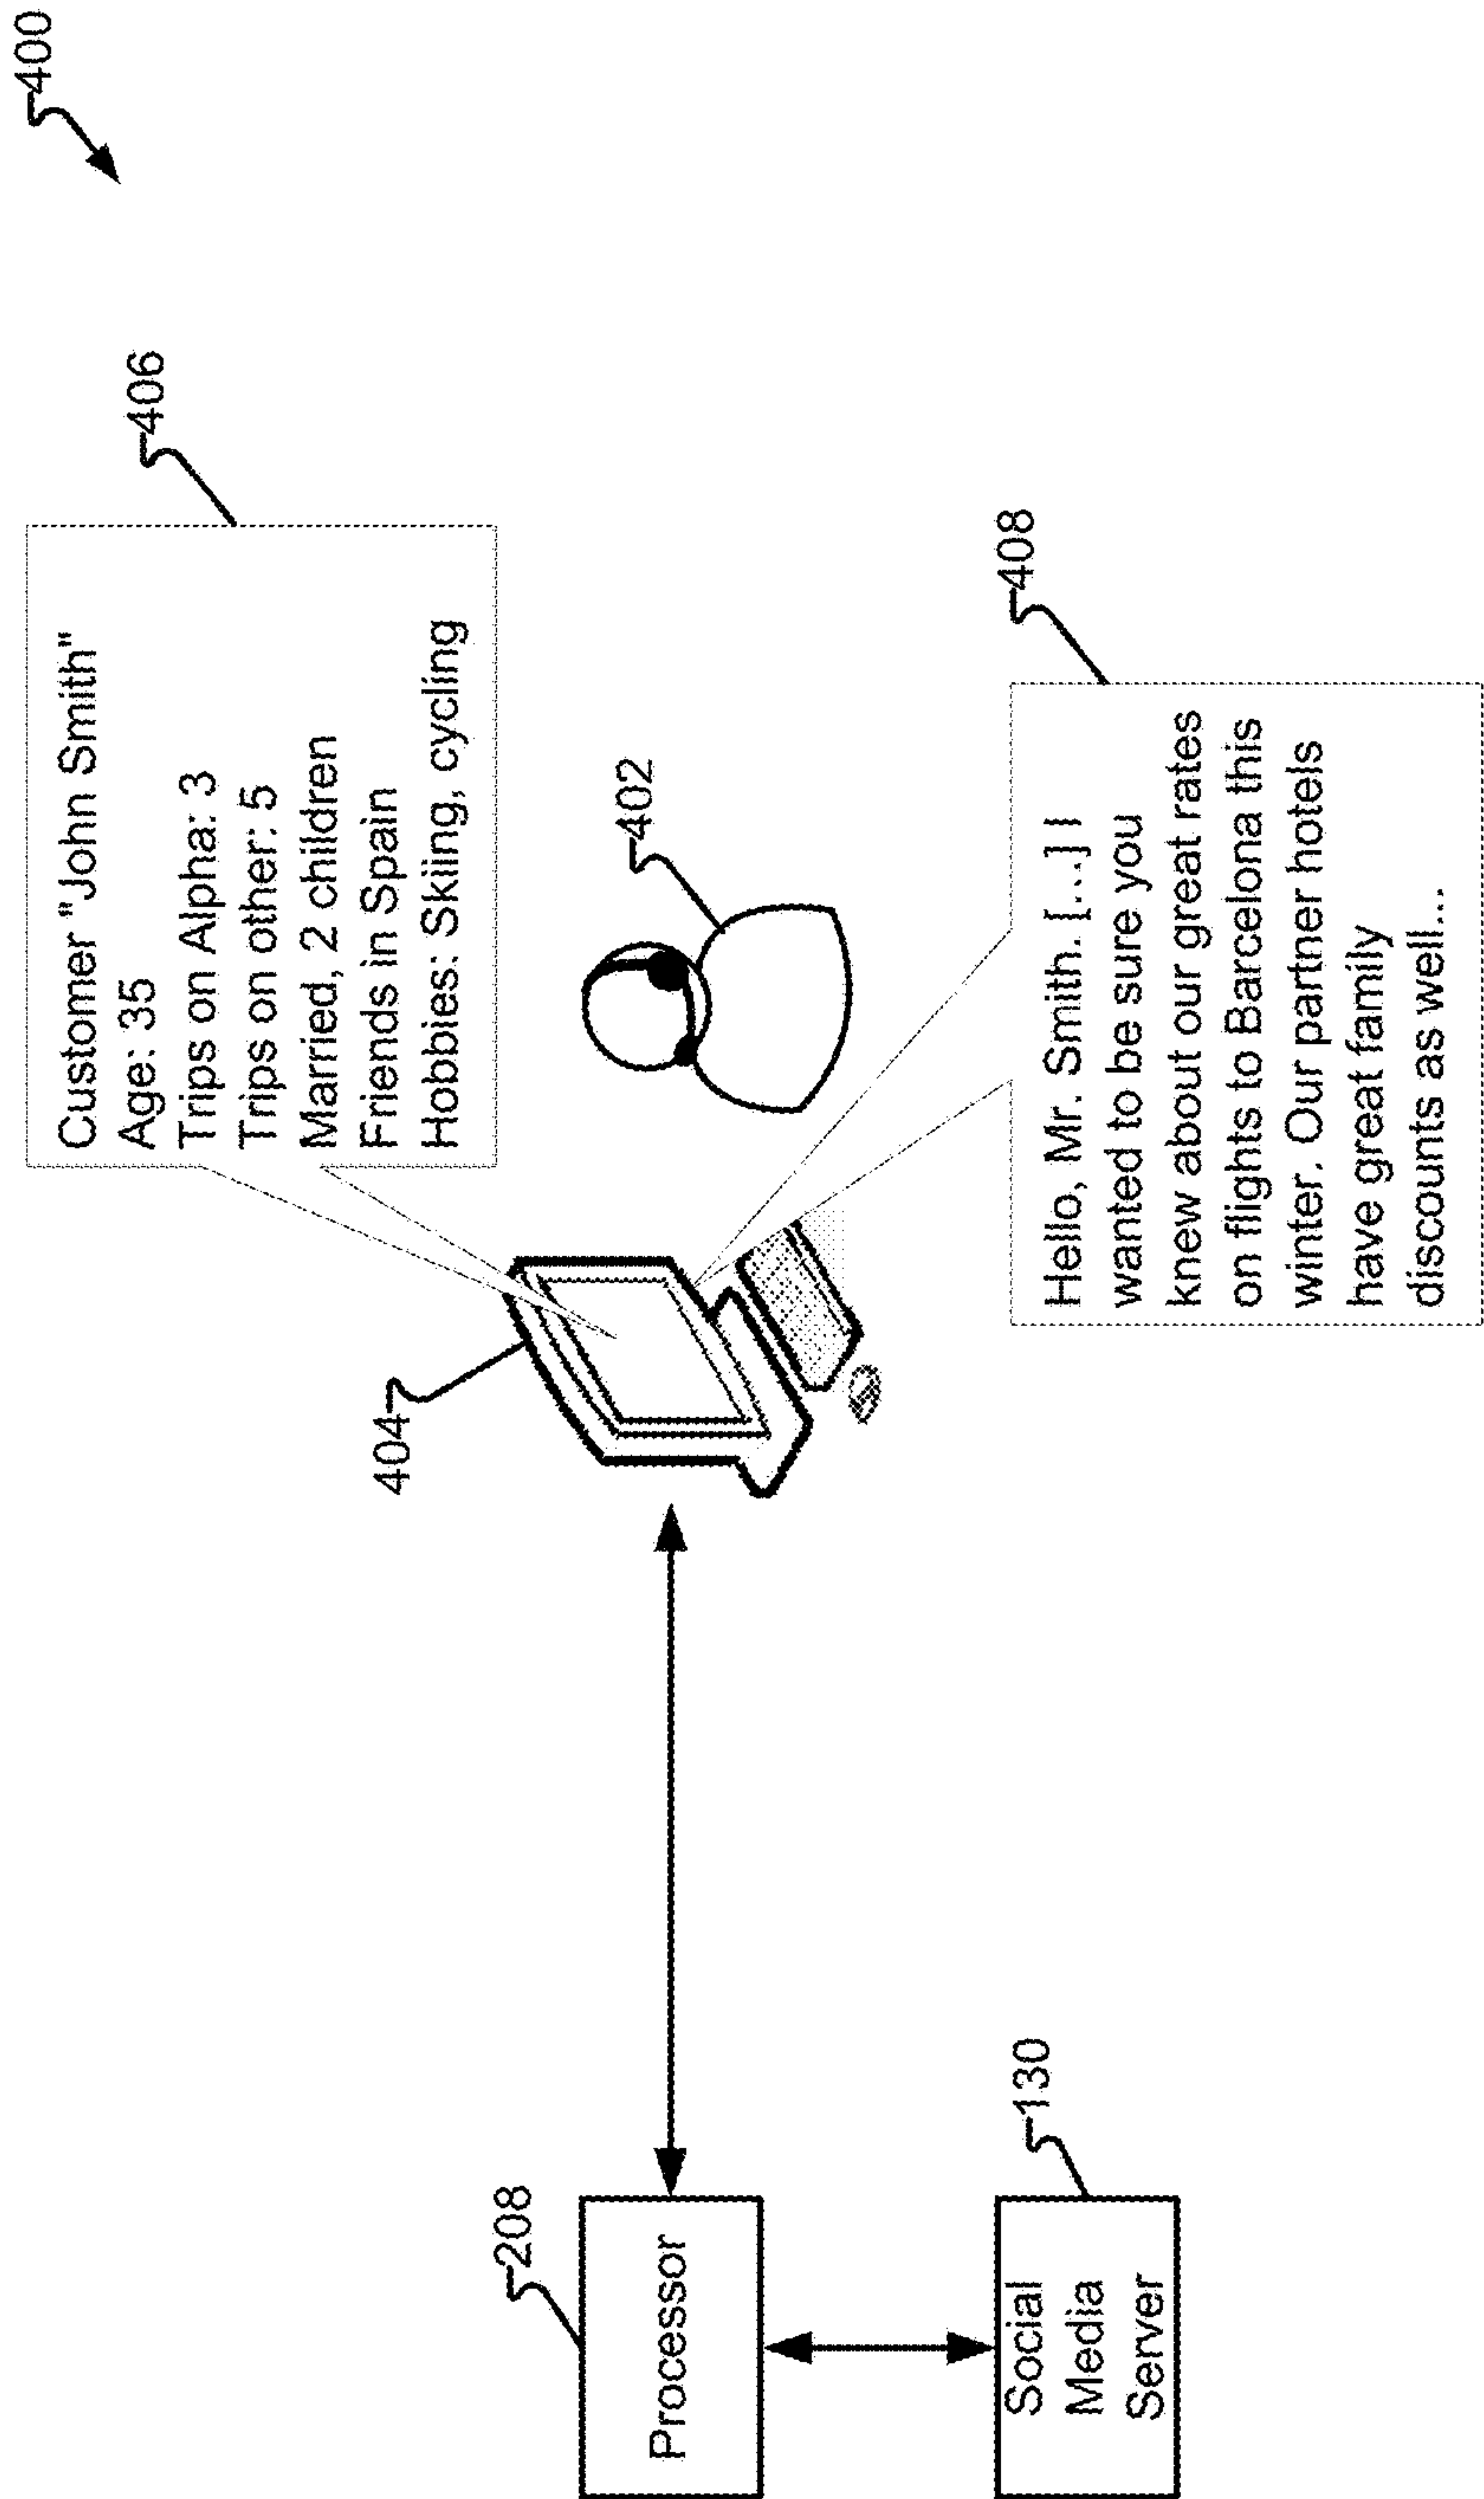 400
406
Customer "John Smith"
Age: 35
Trips on Alpha: 3
Trips on other: 5
Married, 2 children
Friends in Spain
Hobbies: Skiing, cycling
404
402
208
Processor
408
Hello, Mr. Smith. [...] I
wanted to be sure you
knew about our great rates
on flights to Barcelona this
winter. Our partner hotels
have great family
discounts as well...
130
Social
Media
Server